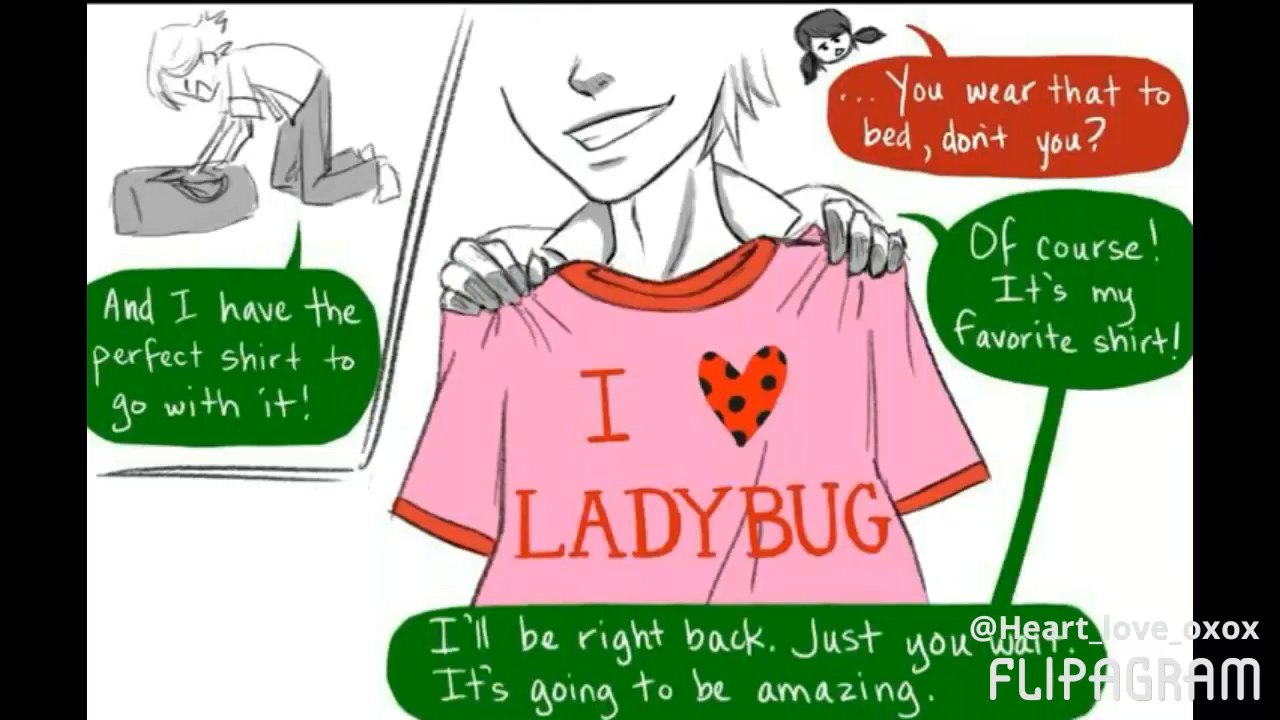 And I have the
perfect shirt to
go with it!
... You wear that to
bed, don't you?
Of course!
It's my
favorite shirt!
I ♥
LADYBUG
I'll be right back. Just you wait.
It's going to be amazing.
@Heart_love_oxox
FLIPAGRAM